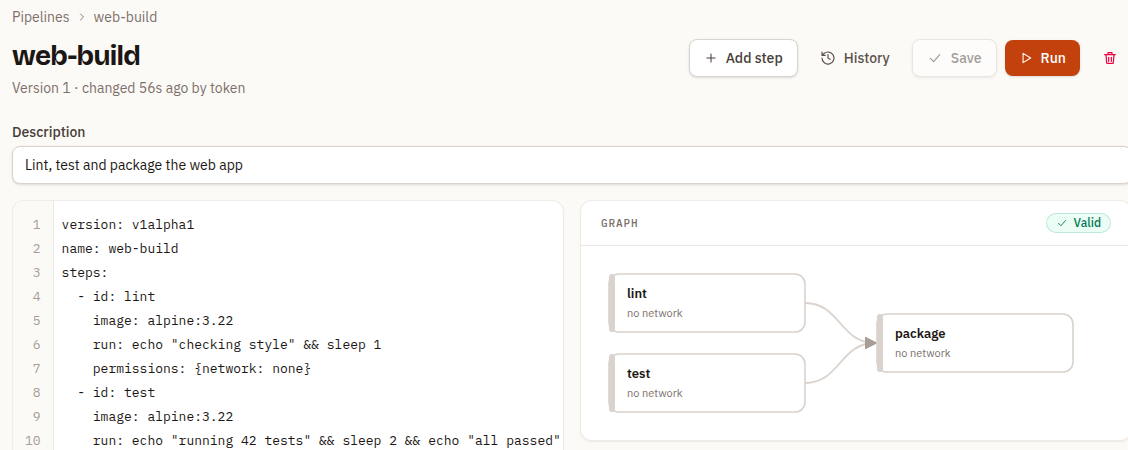 Pipelines > web-build
web-build
Version 1 · changed 56s ago by token
Add step
History
Save
Run
Description
Lint, test and package the web app
1 version: v1alpha1
2 name: web-build
3 steps:
4   - id: lint
5     image: alpine:3.22
6     run: echo "checking style" && sleep 1
7     permissions: {network: none}
8   - id: test
9     image: alpine:3.22
10     run: echo "running 42 tests" && sleep 2 && echo "all passed"
GRAPH
Valid
lint
no network
test
no network
package
no network